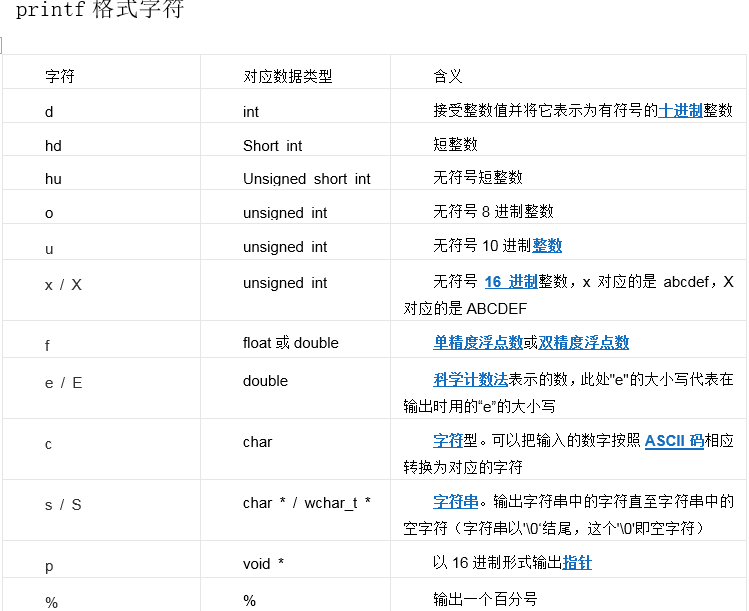 printf 格式字符
字符 对应数据类型 含义
d int 接受整数值并将它表示为有符号的十进制整数
hd Short int 短整数
hu Unsigned short int 无符号短整数
o unsigned int 无符号 8 进制整数
u unsigned int 无符号 10 进制整数
x / X unsigned int 无符号 16 进制整数，x 对应的是 abcdef，X
对应的是 ABCDEF
f float 或 double 单精度浮点数或双精度浮点数
e / E double 科学计数法表示的数，此处"e"的大小写代表在
输出时用的“e”的大小写
c char 字符型。可以把输入的数字按照 ASCII 码相应
转换为对应的字符
s / S char * / wchar_t * 字符串。输出字符串中的字符直至字符串中的
空字符（字符串以'\0‘结尾，这个'\0'即空字符）
p void * 以 16 进制形式输出指针
% % 输出一个百分号